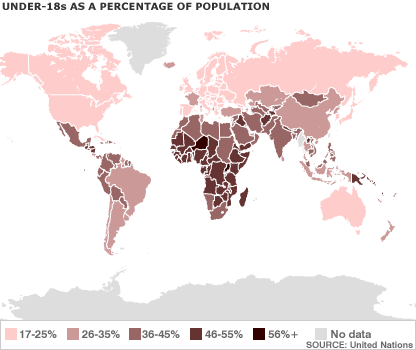 UNDER-18s AS A PERCENTAGE OF POPULATION
17-25% 26-35% 36-45% 46-55% 56%+ No data
SOURCE: United Nations